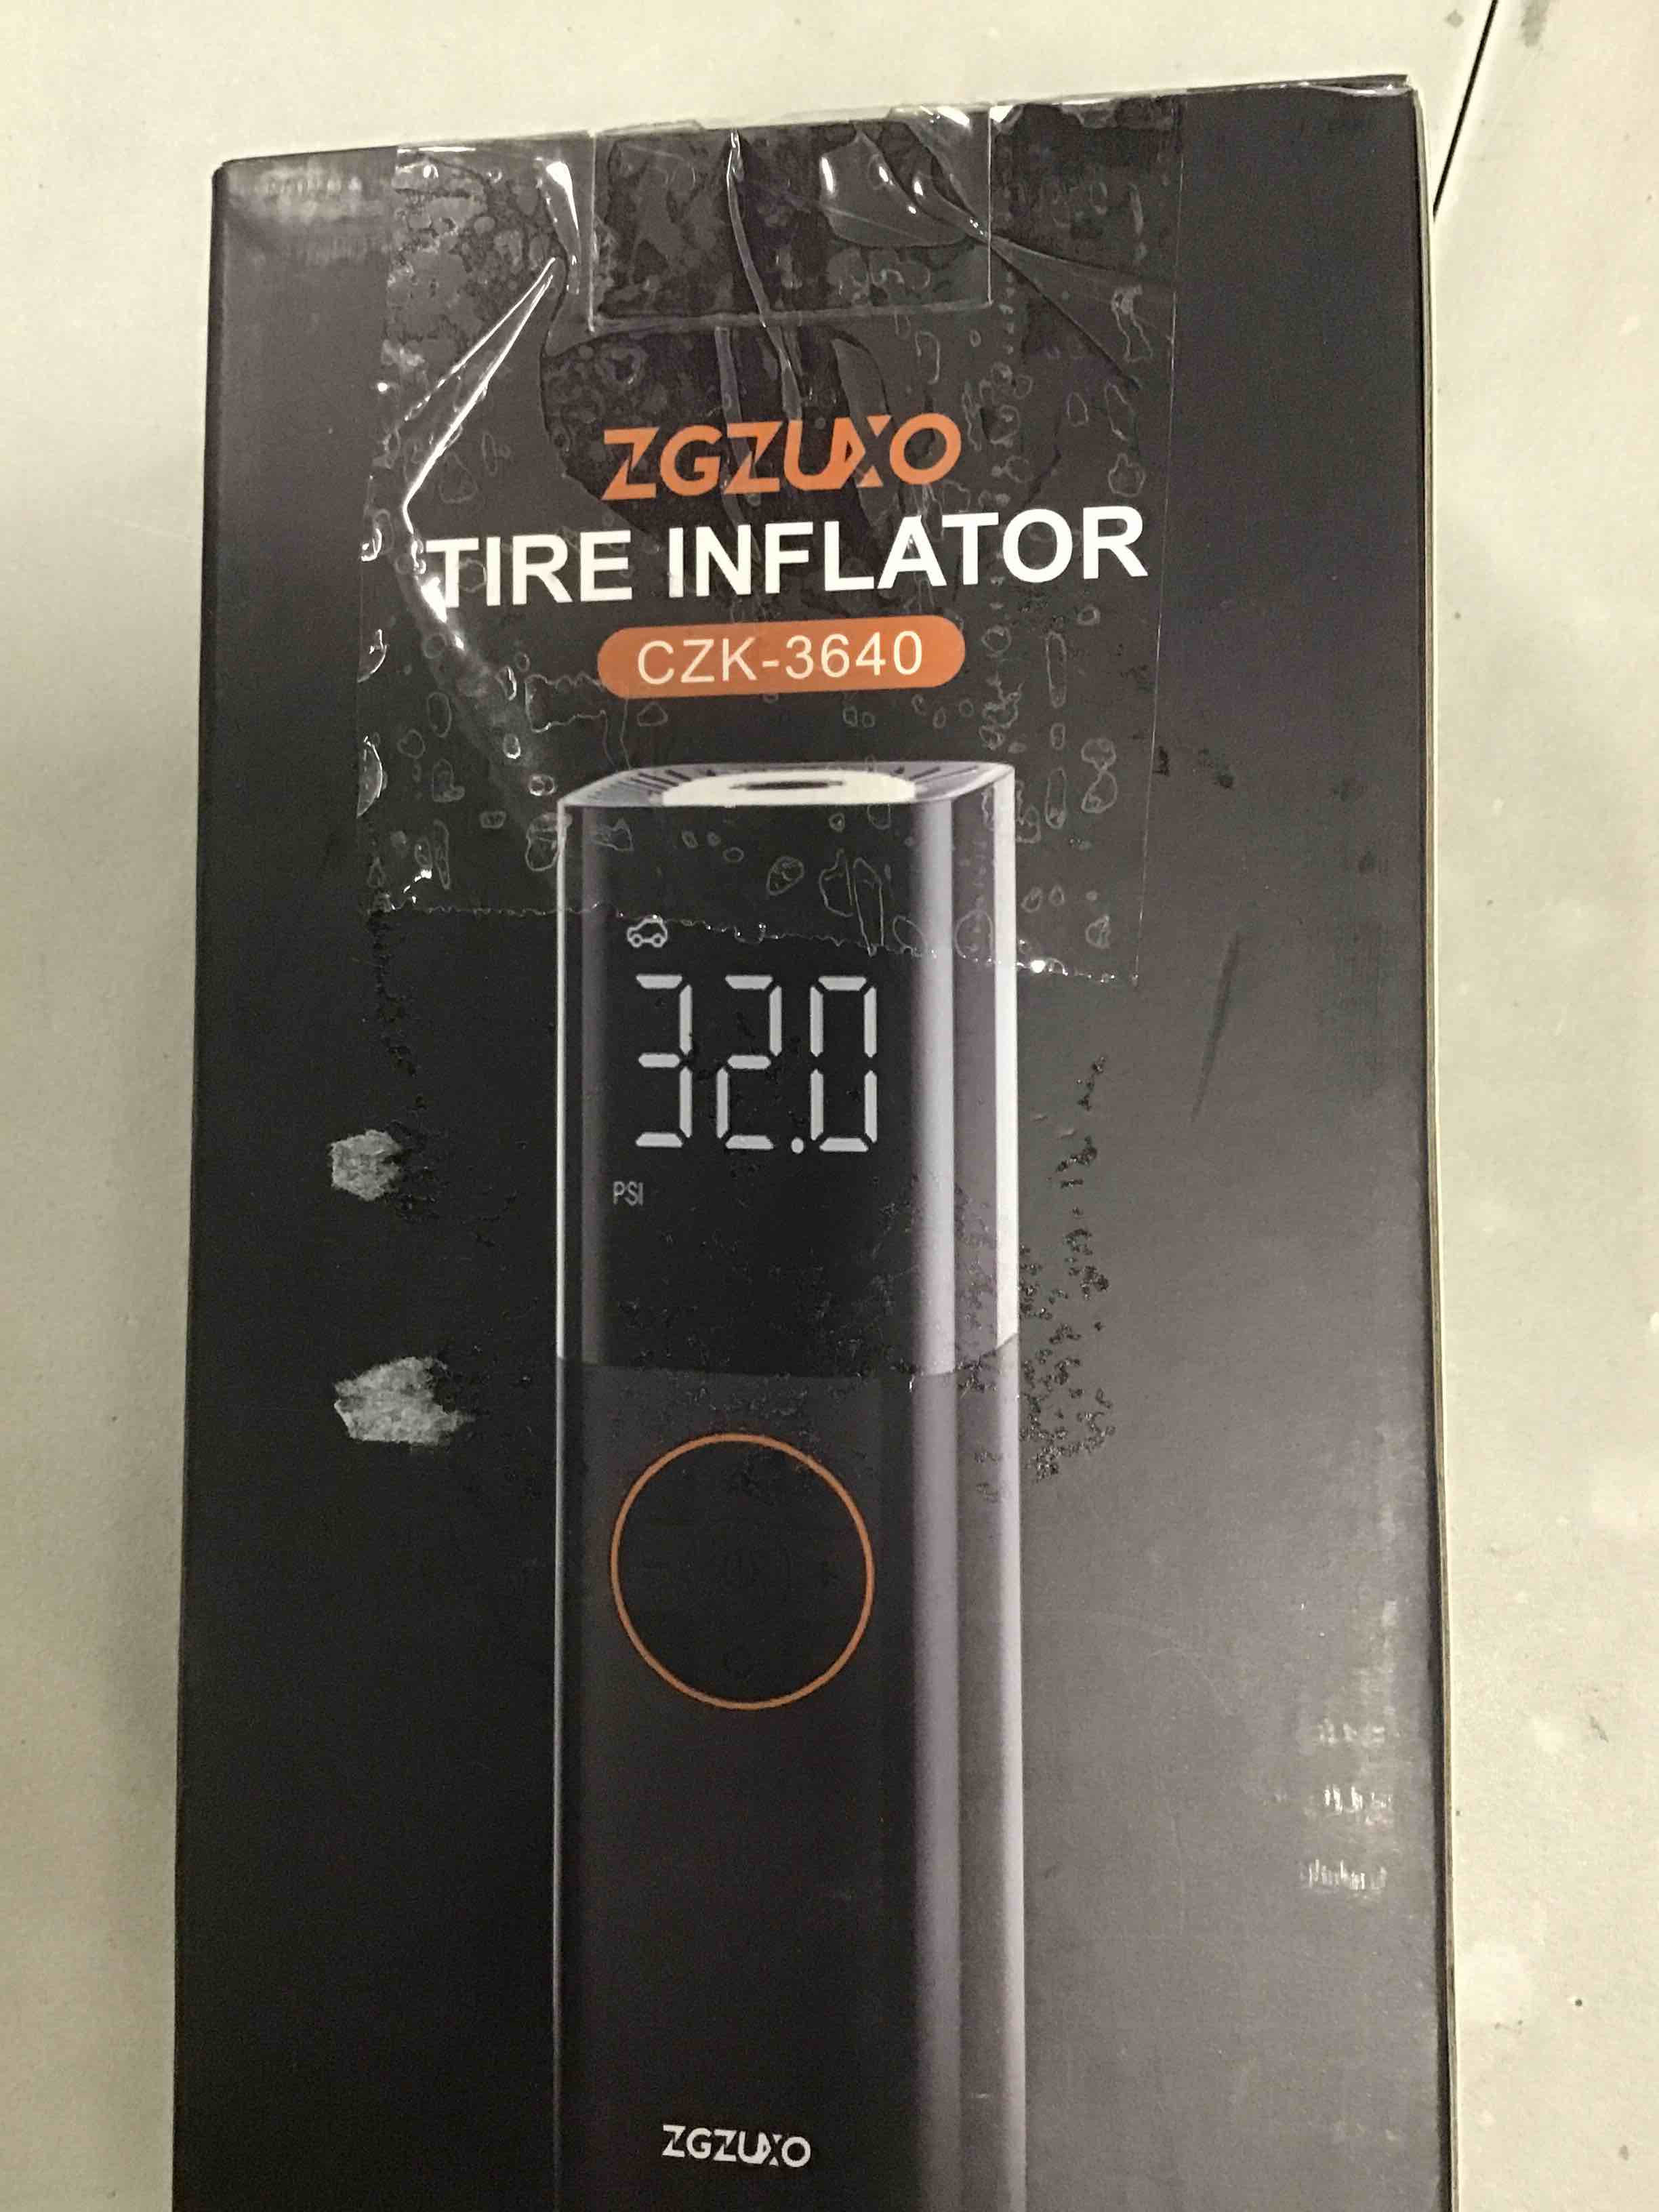 ZGZUXO
TIRE INFLATOR
CZK-3640
32.0
PSI
ZGZUXO